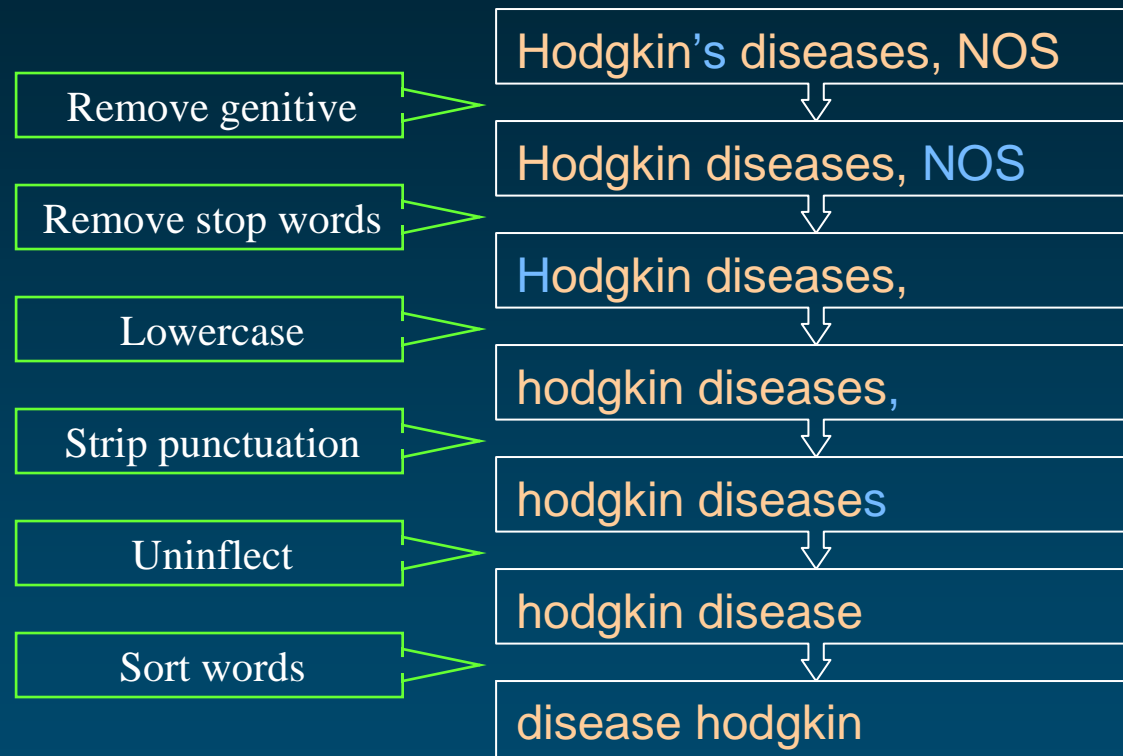 Hodgkin’s diseases, NOS
Remove genitive
Hodgkin diseases, NOS
Remove stop words
Hodgkin diseases,
Lowercase
hodgkin diseases,
Strip punctuation
hodgkin diseases
Uninflect
hodgkin disease
Sort words
disease hodgkin